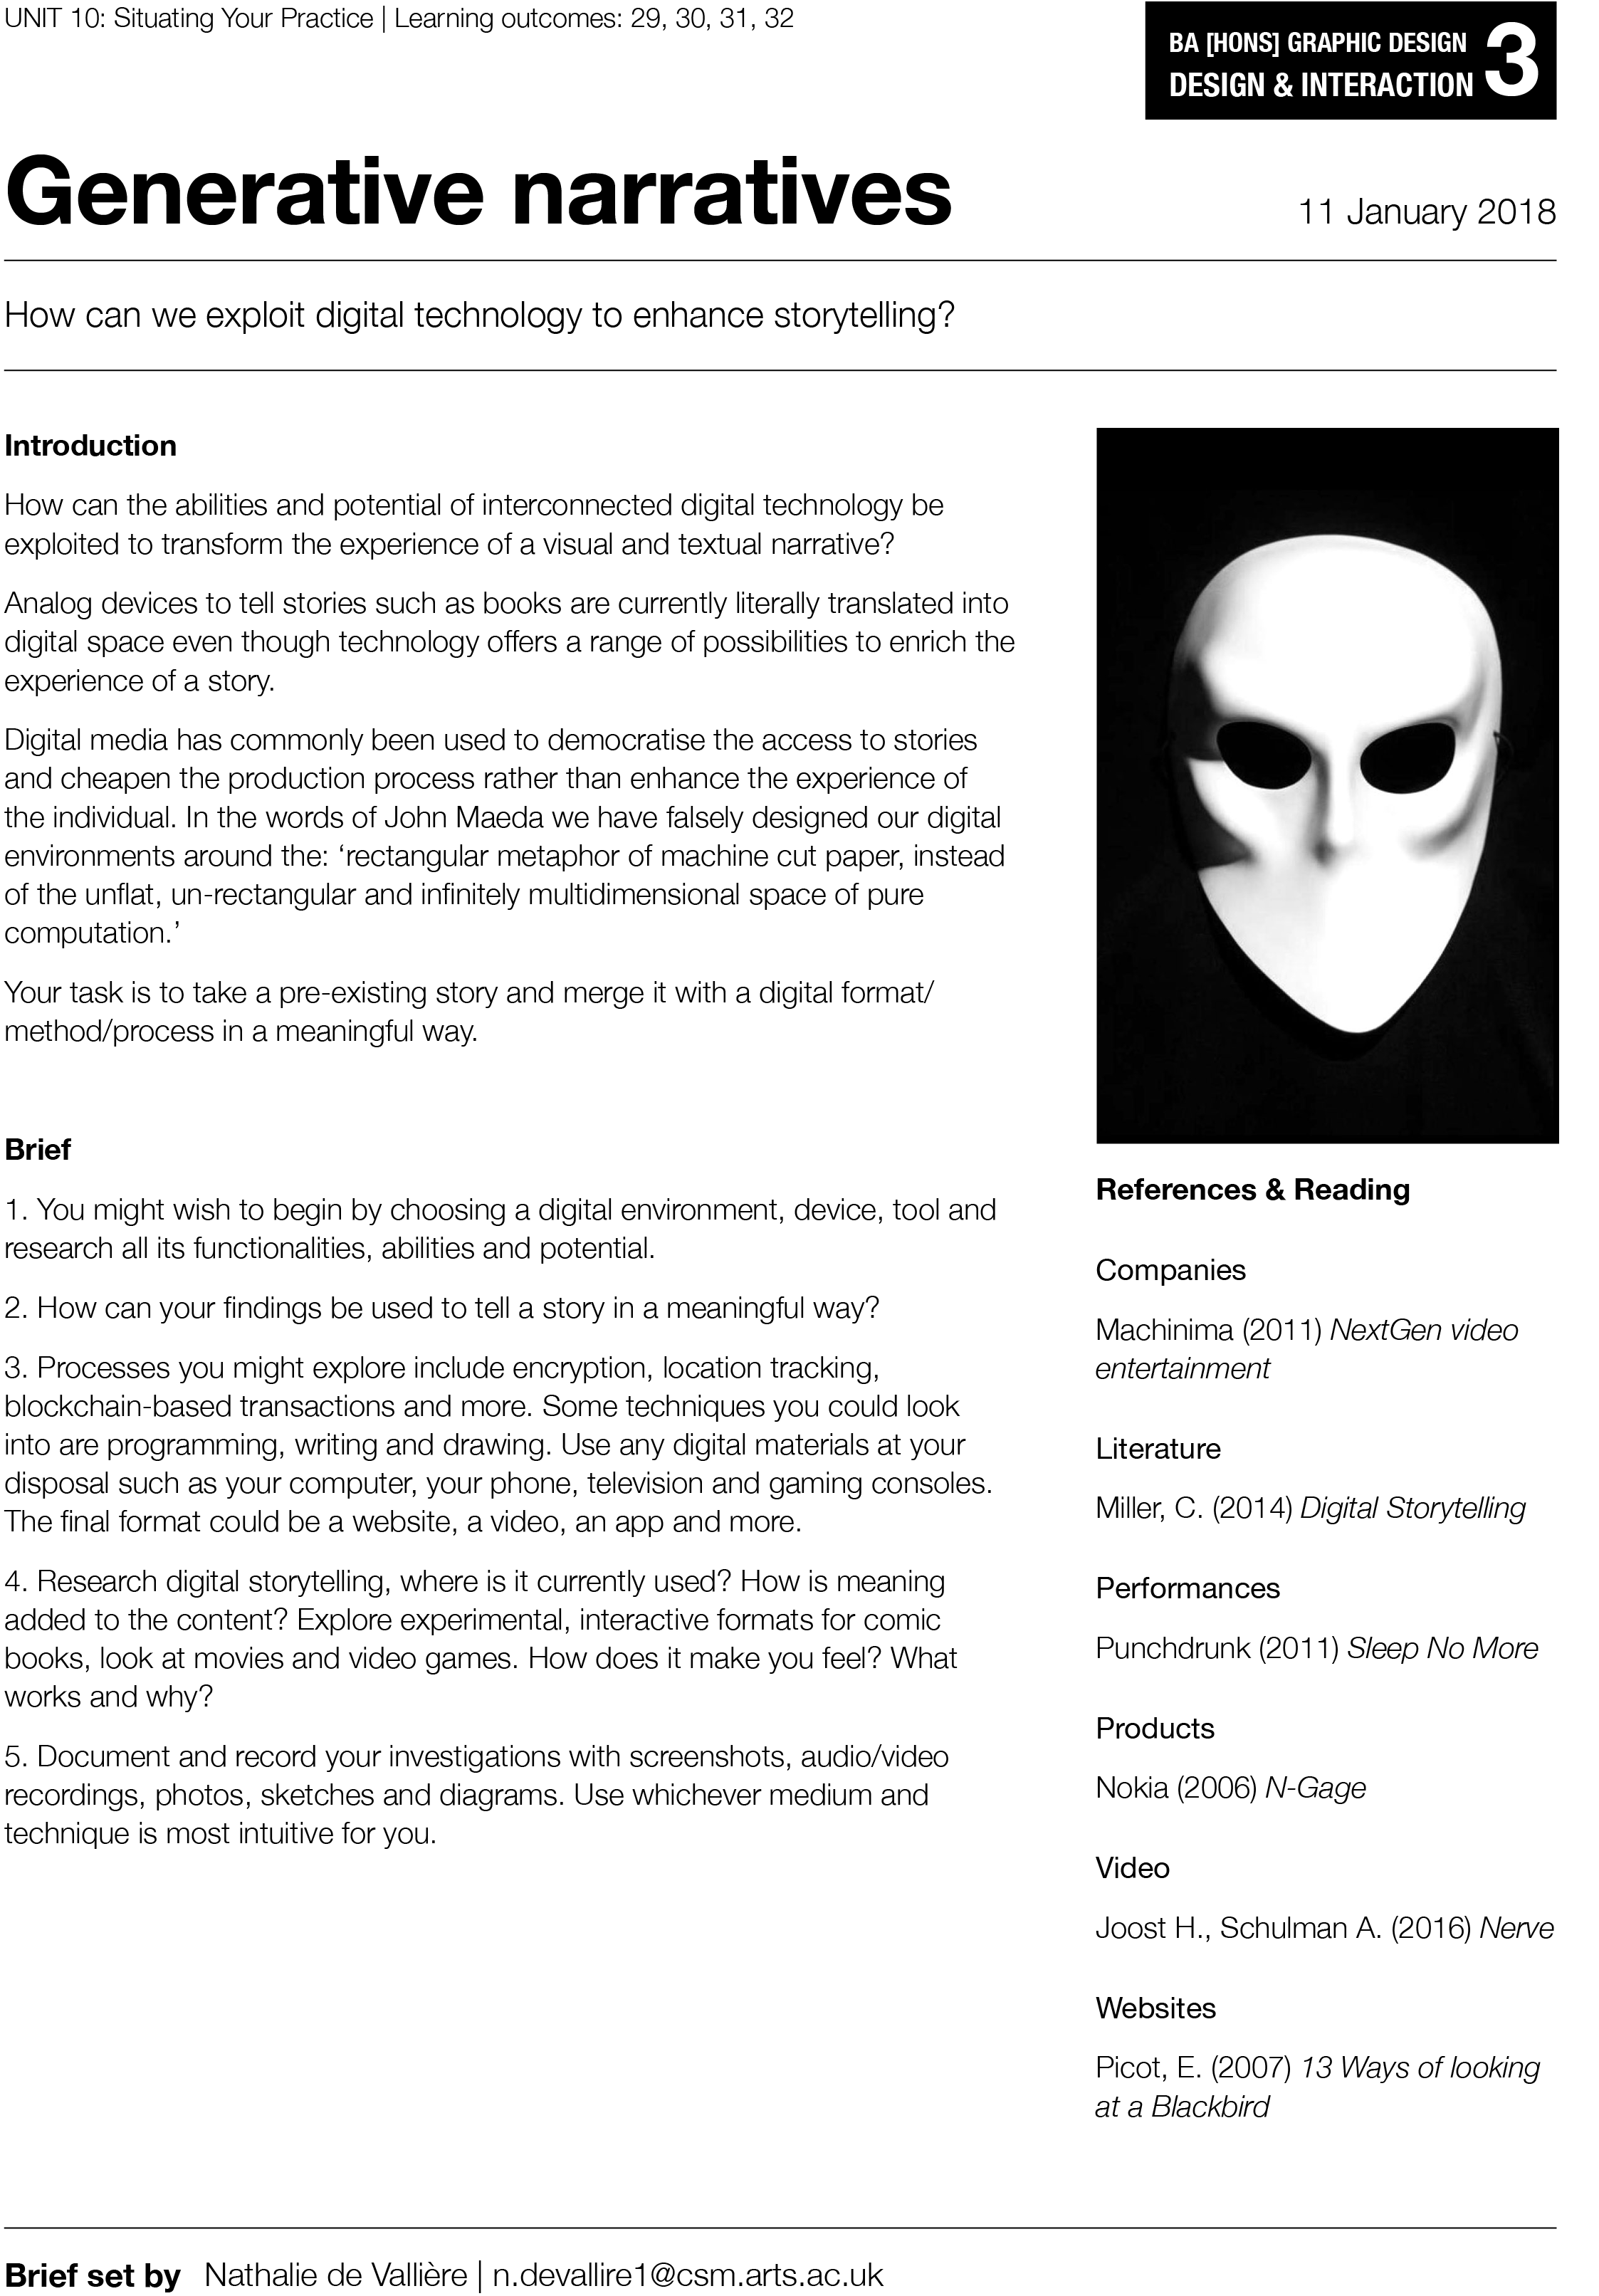 UNIT 10: Situating Your Practice | Learning outcomes: 29, 30, 31, 32
BA [HONS] GRAPHIC DESIGN
DESIGN & INTERACTION 3
Generative narratives
11 January 2018
How can we exploit digital technology to enhance storytelling?
Introduction
How can the abilities and potential of interconnected digital technology be
exploited to transform the experience of a visual and textual narrative?
Analog devices to tell stories such as books are currently literally translated into
digital space even though technology offers a range of possibilities to enrich the
experience of a story.
Digital media has commonly been used to democratise the access to stories
and cheapen the production process rather than enhance the experience of
the individual. In the words of John Maeda we have falsely designed our digital
environments around the: ‘rectangular metaphor of machine cut paper, instead
of the unflat, un-rectangular and infinitely multidimensional space of pure
computation.’
Your task is to take a pre-existing story and merge it with a digital format/
method/process in a meaningful way.
Brief
1. You might wish to begin by choosing a digital environment, device, tool and
research all its functionalities, abilities and potential.
2. How can your findings be used to tell a story in a meaningful way?
3. Processes you might explore include encryption, location tracking,
blockchain-based transactions and more. Some techniques you could look
into are programming, writing and drawing. Use any digital materials at your
disposal such as your computer, your phone, television and gaming consoles.
The final format could be a website, a video, an app and more.
4. Research digital storytelling, where is it currently used? How is meaning
added to the content? Explore experimental, interactive formats for comic
books, look at movies and video games. How does it make you feel? What
works and why?
5. Document and record your investigations with screenshots, audio/video
recordings, photos, sketches and diagrams. Use whichever medium and
technique is most intuitive for you.
References & Reading
Companies
Machinima (2011) NextGen video
entertainment
Literature
Miller, C. (2014) Digital Storytelling
Performances
Punchdrunk (2011) Sleep No More
Products
Nokia (2006) N-Gage
Video
Joost H., Schulman A. (2016) Nerve
Websites
Picot, E. (2007) 13 Ways of looking
at a Blackbird
Brief set by Nathalie de Vallière | n.devallire1@csm.arts.ac.uk